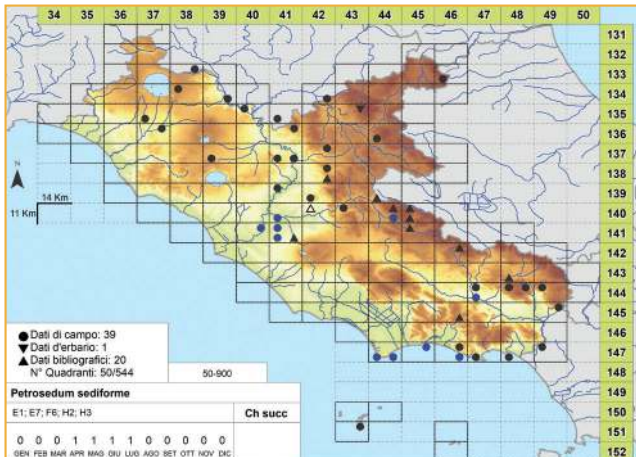 34 35 36 37 38 39 40 41 42 43 44 45 46 47 48 49 50
131
132
133
134
135
136
137
138
139
140
141
142
143
144
145
146
147
148
149
150
151
152
N
14 Km
11 Km
Dati di campo: 39
Dati d'erbario: 1
Dati bibliografici: 20
N° Quadranti: 50/544
50-900
Petrosedum sediforme
E1; E7; F6; H2; H3
Ch succ
0 0 0 0 1 1 1 0 0 0 0 0
GEN FEB MAR APR MAG GIU LUG AGO SET OTT NOV DIC